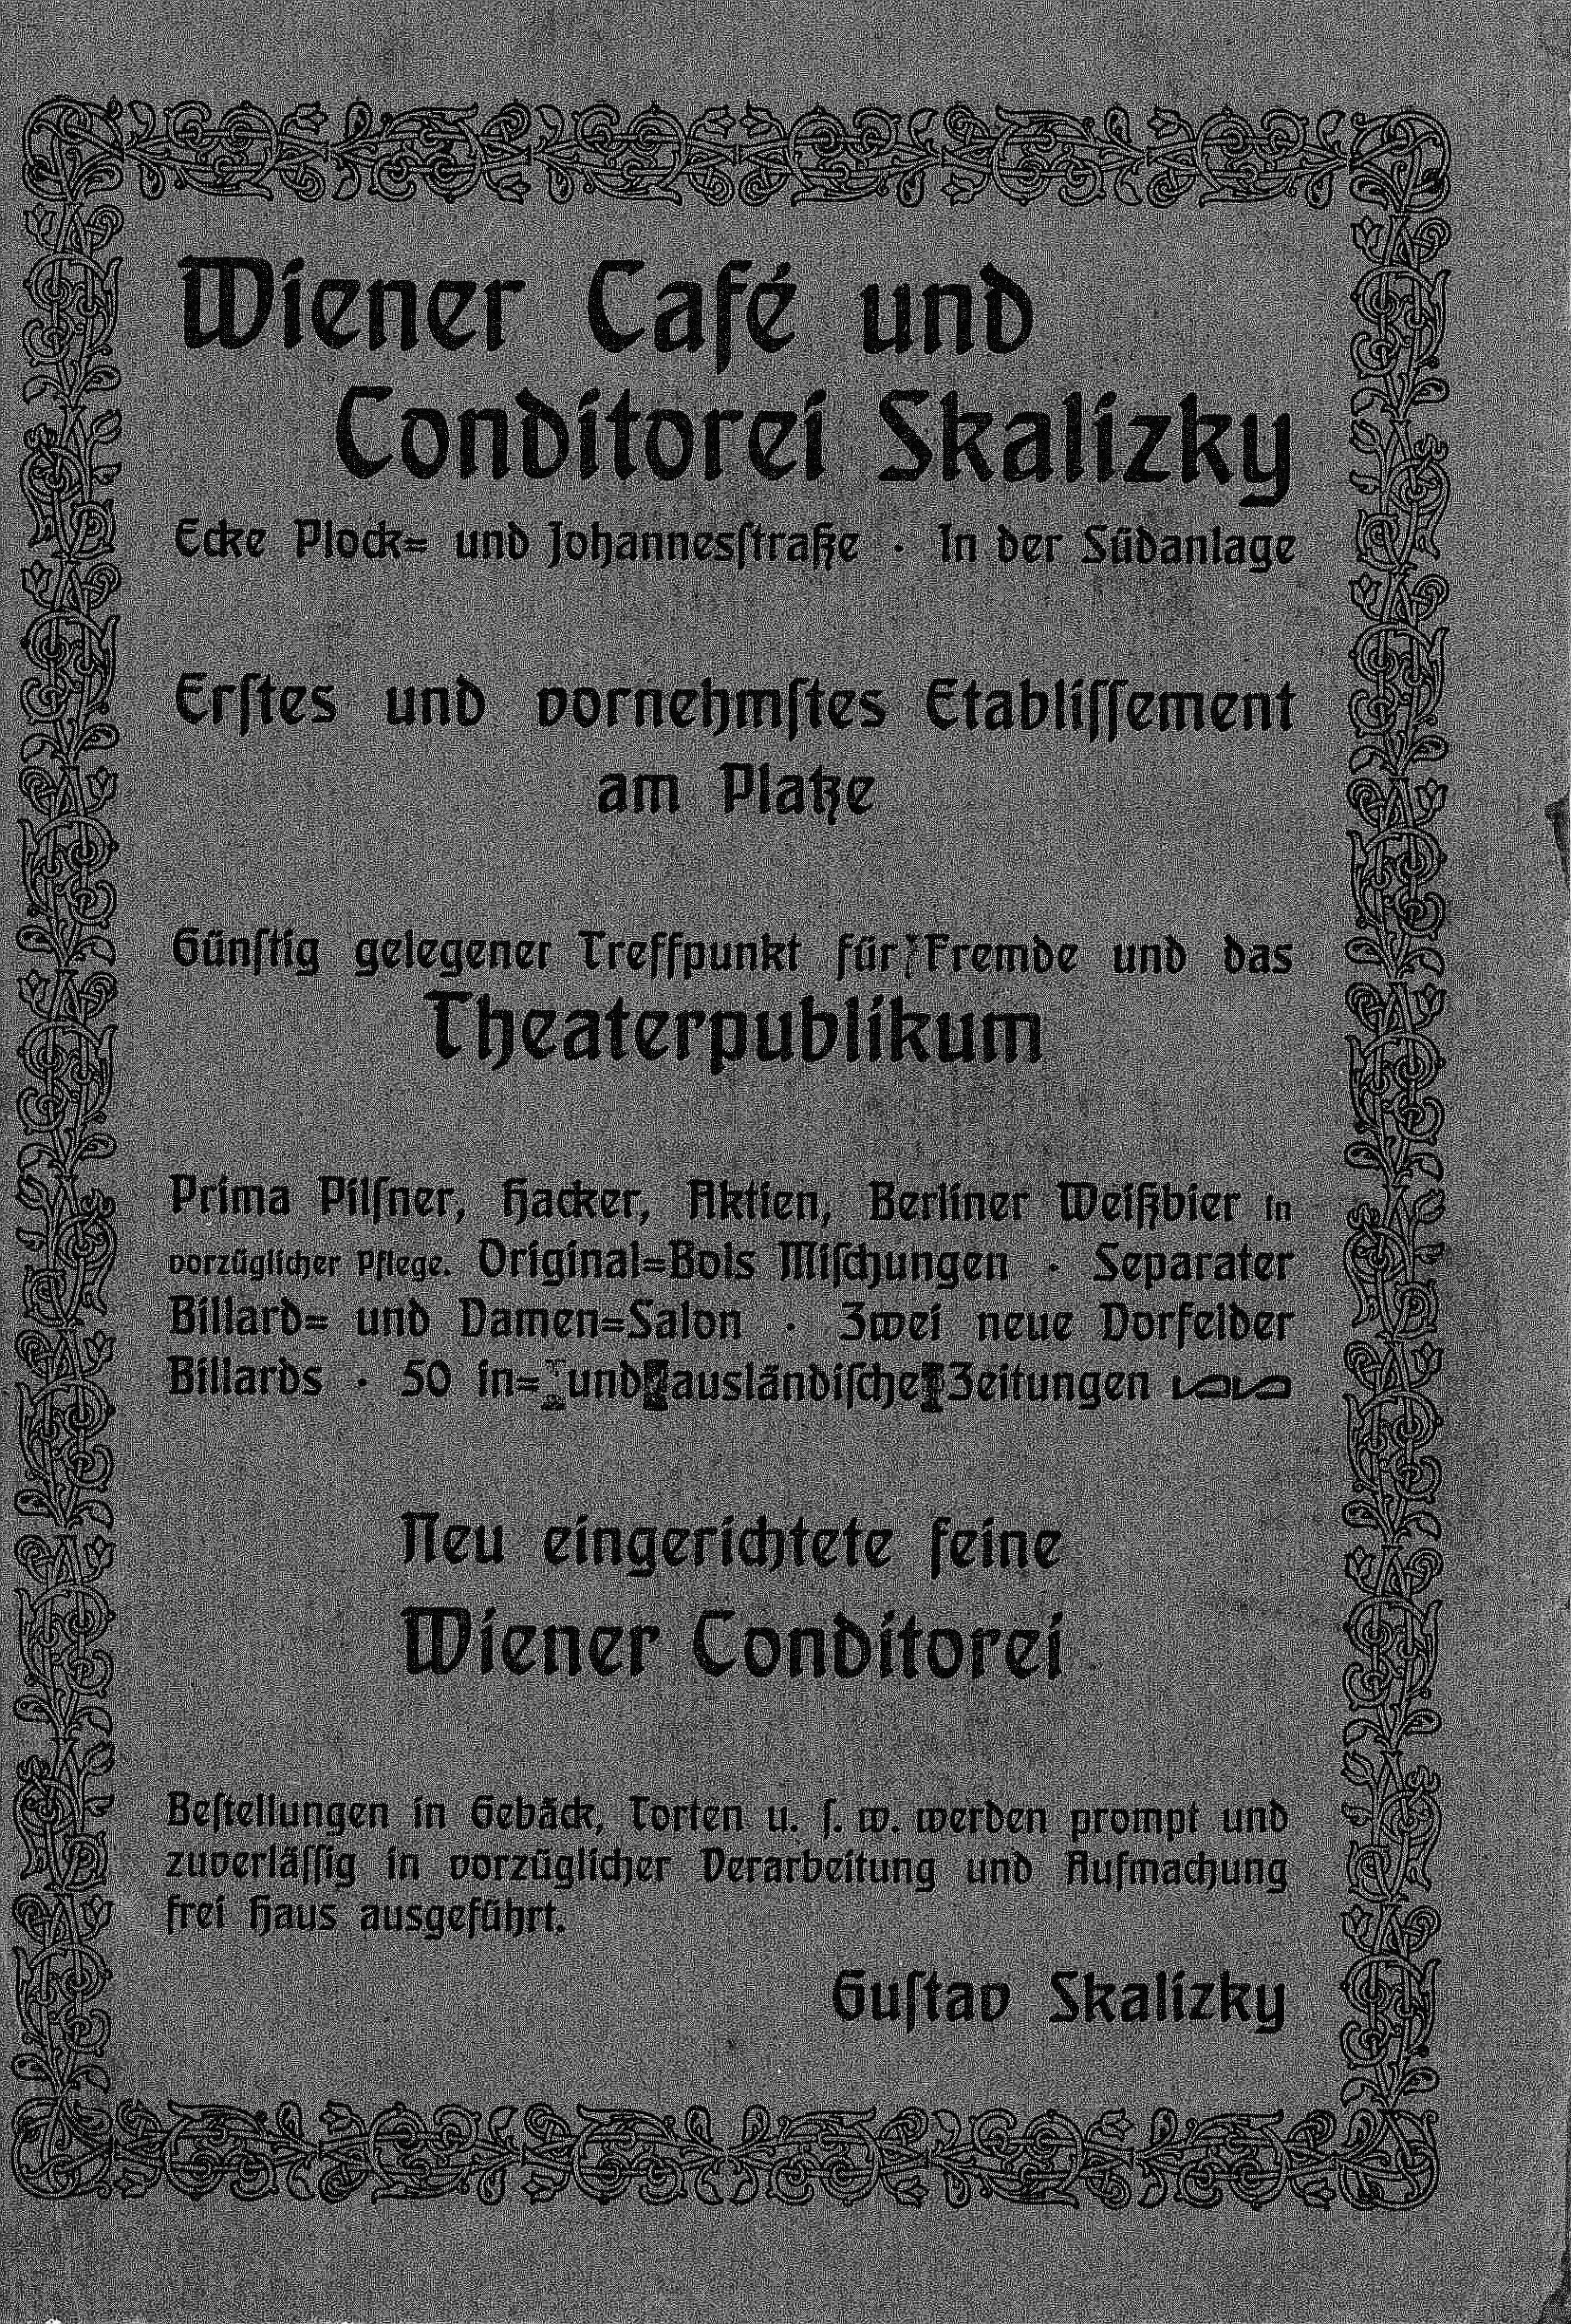 Wiener Café und
Conditorei Skalizky
Ecke Plock= und Johannesſtraße · In der Südanlage
Erſtes und vornehmſtes Etabliſſement
am Platze
Günſtig gelegener Treffpunkt für Fremde und das
Theaterpublikum
Prima Pilſner, Hacker, Aktien, Berliner Weißbier in
vorzüglicher Pflege. Original=Bols Miſchungen · Separater
Billard= und Damen=Salon · Zwei neue Dorfelder
Billards · 50 in= und ausländiſche Zeitungen
Neu eingerichtete feine
Wiener Conditorei
Beſtellungen in Gebäck, Torten u. ſ. w. werden prompt und
zuverläſſig in vorzüglicher Verarbeitung und Aufmachung
frei Haus ausgeführt.
Guſtav Skalizky